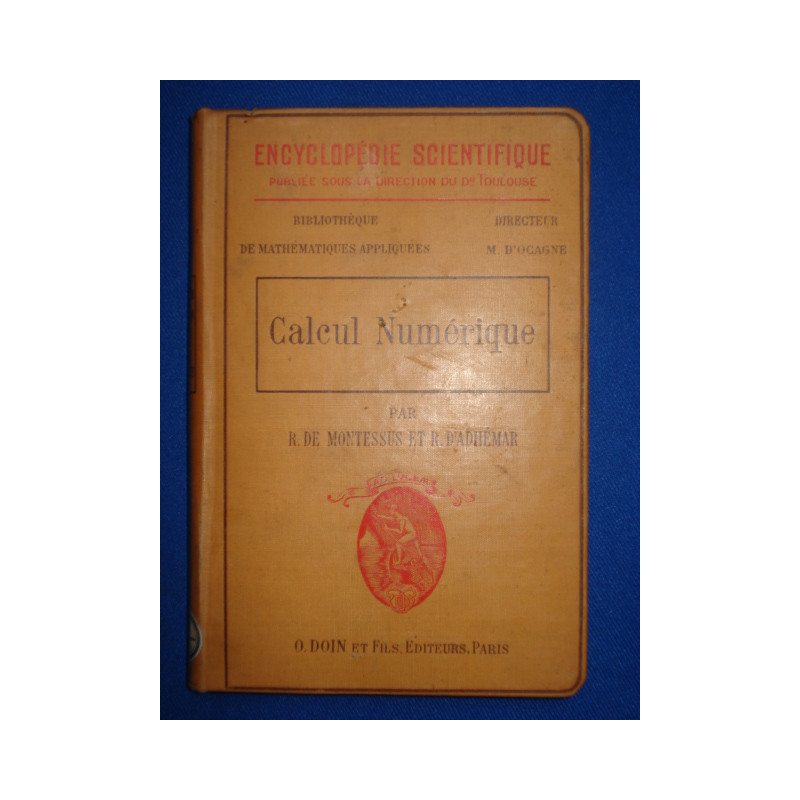 ENCYCLOPÉDIE SCIENTIFIQUE
PUBLIÉE SOUS LA DIRECTION DU DR TOULOUSE
BIBLIOTHÈQUE
DE MATHÉMATIQUES APPLIQUÉES
DIRECTEUR
M. D'OCAGNE
Calcul Numérique
PAR
R. DE MONTESSUS ET R. D'ADHÉMAR
O. DOIN ET FILS, EDITEURS, PARIS